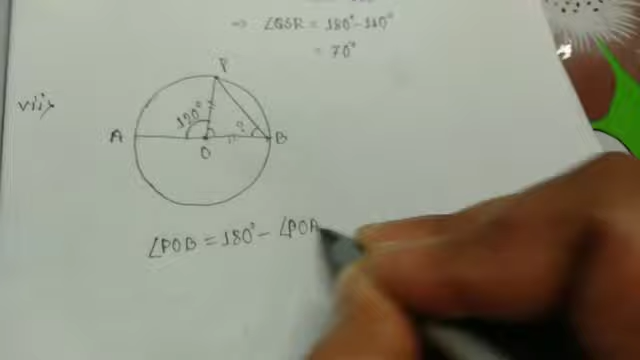 ⇒ ∠QSR = 180° - 110°
= 70°
vii>
P
120°
A
O
?
B
∠POB = 180° - ∠POA